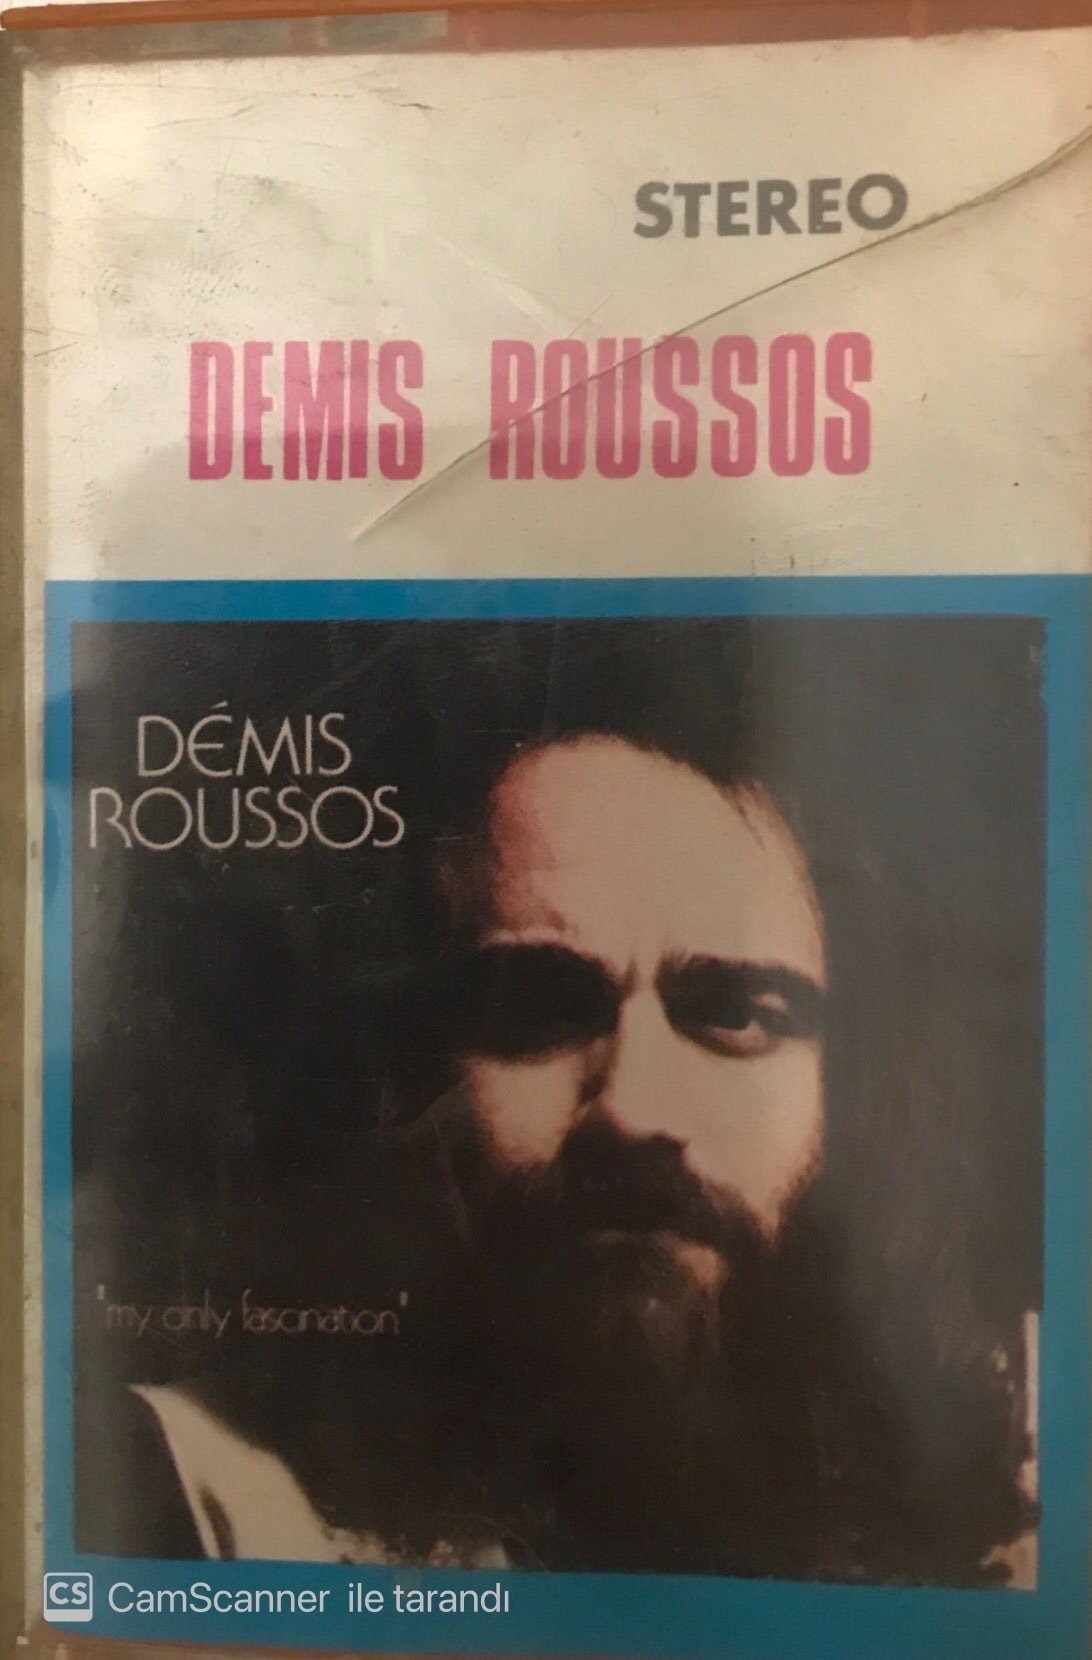 STEREO
DEMIS ROUSSOS
DÉMIS
ROUSSOS
'my only fascination'
CS CamScanner ile tarandı